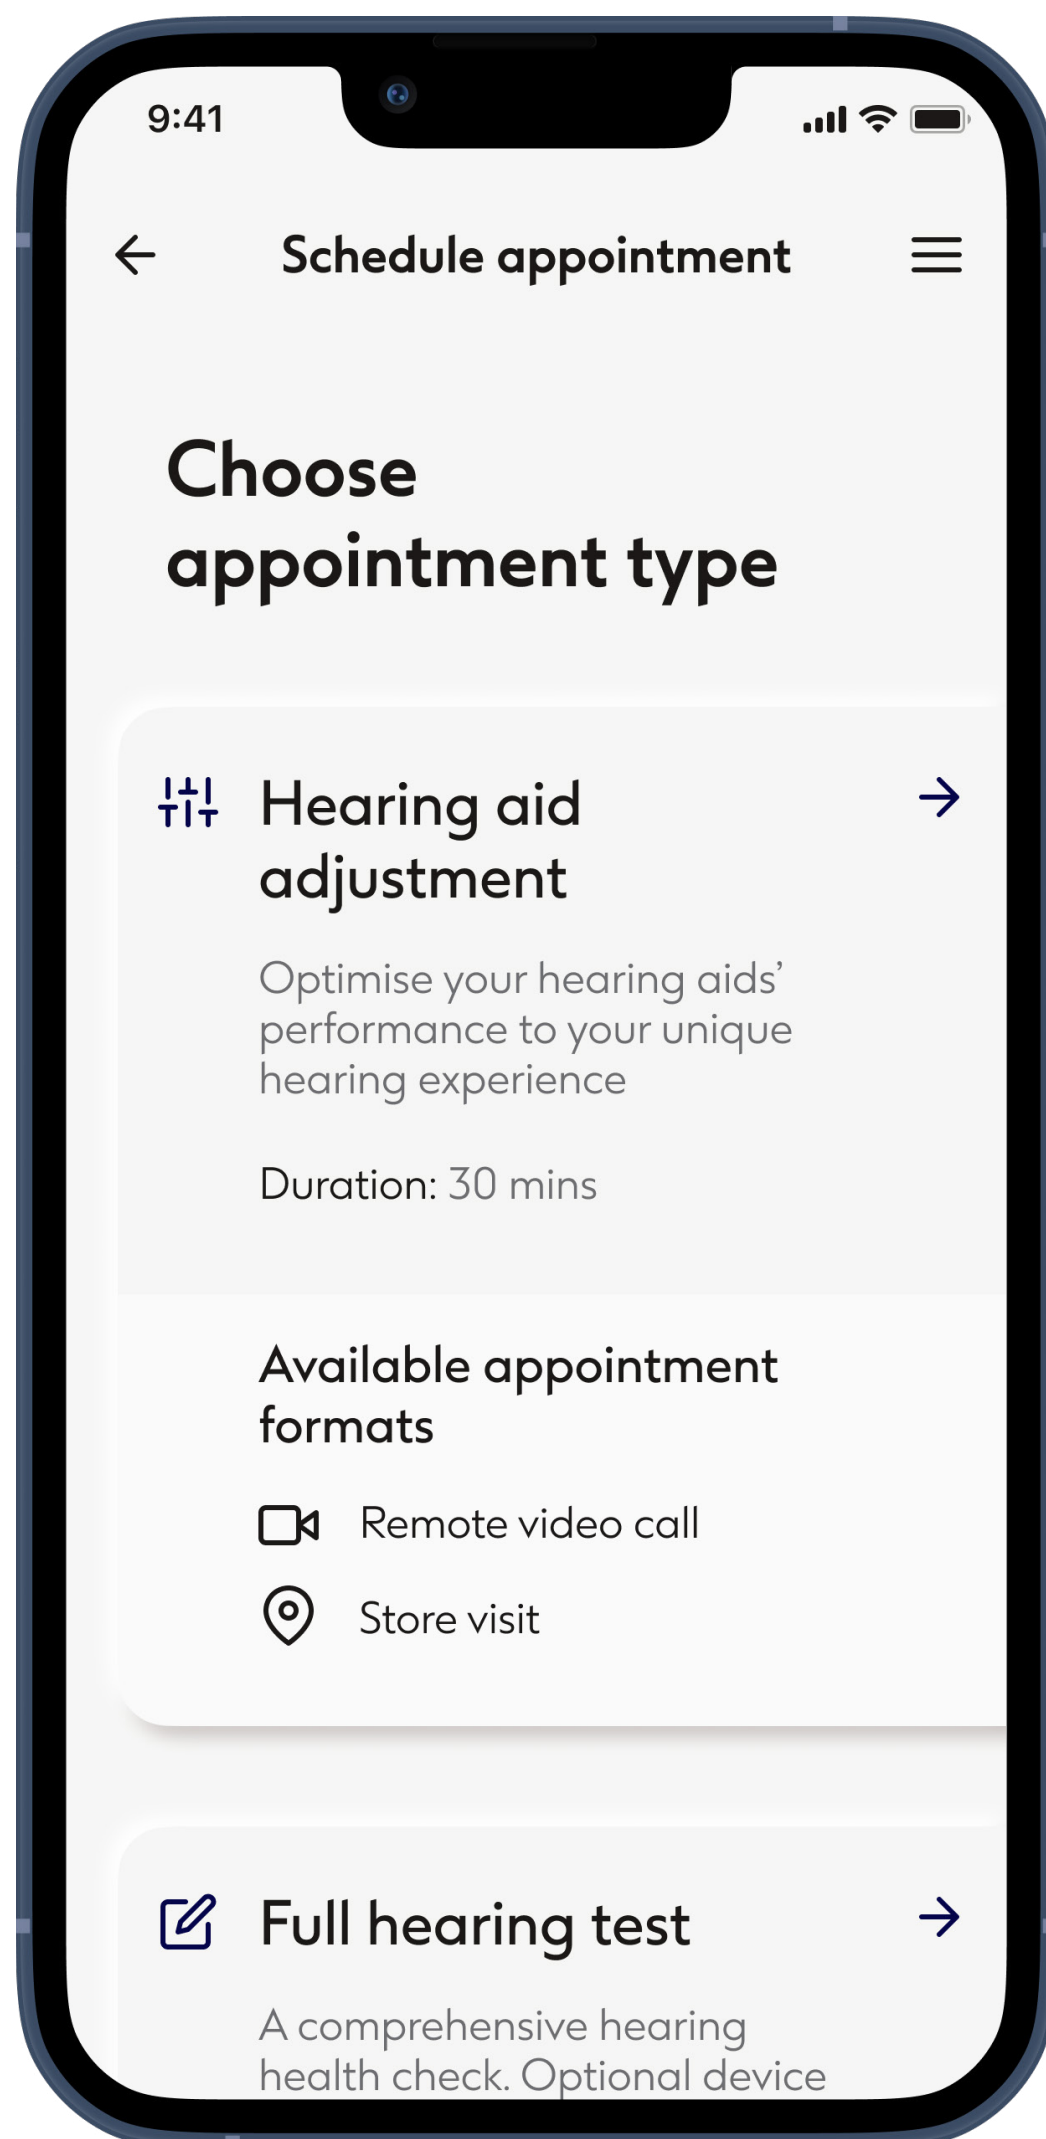 9:41
Schedule appointment
Choose
appointment type
Hearing aid
adjustment
Optimise your hearing aids’
performance to your unique
hearing experience
Duration: 30 mins
Available appointment
formats
Remote video call
Store visit
Full hearing test
A comprehensive hearing
health check. Optional device